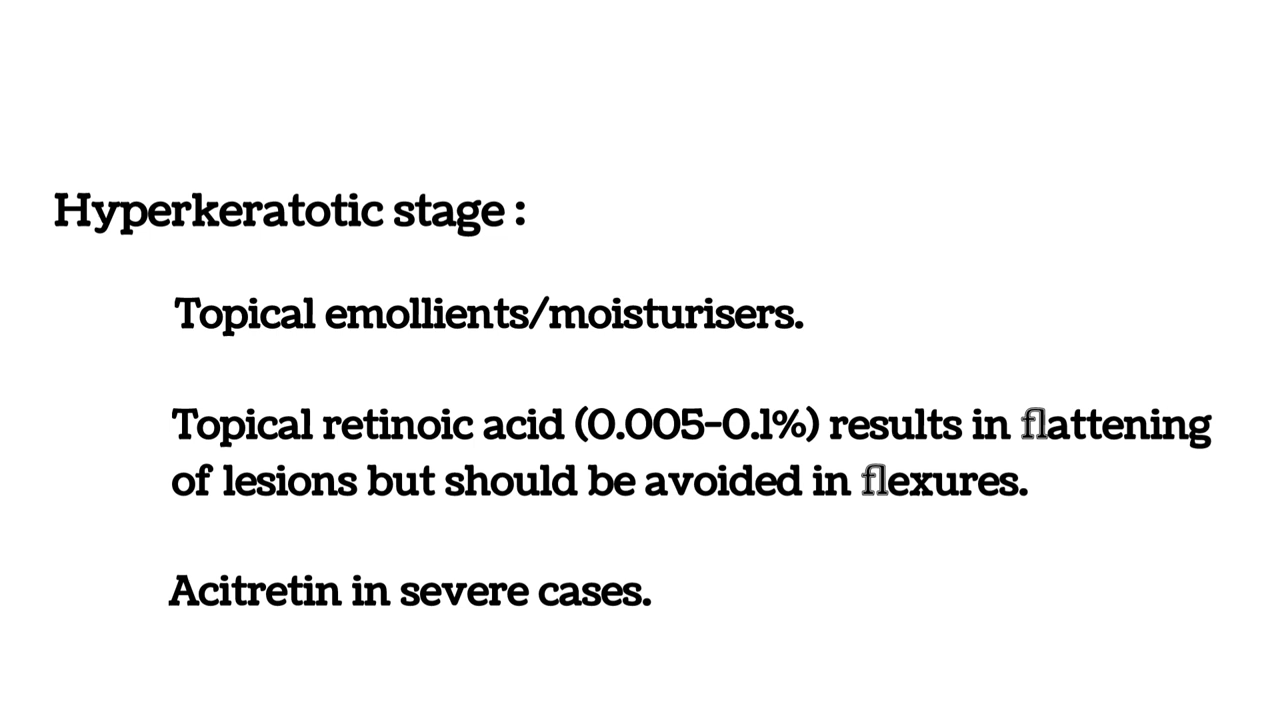 Hyperkeratotic stage :
Topical emollients/moisturisers.
Topical retinoic acid (0.005-0.1%) results in flattening
of lesions but should be avoided in flexures.
Acitretin in severe cases.